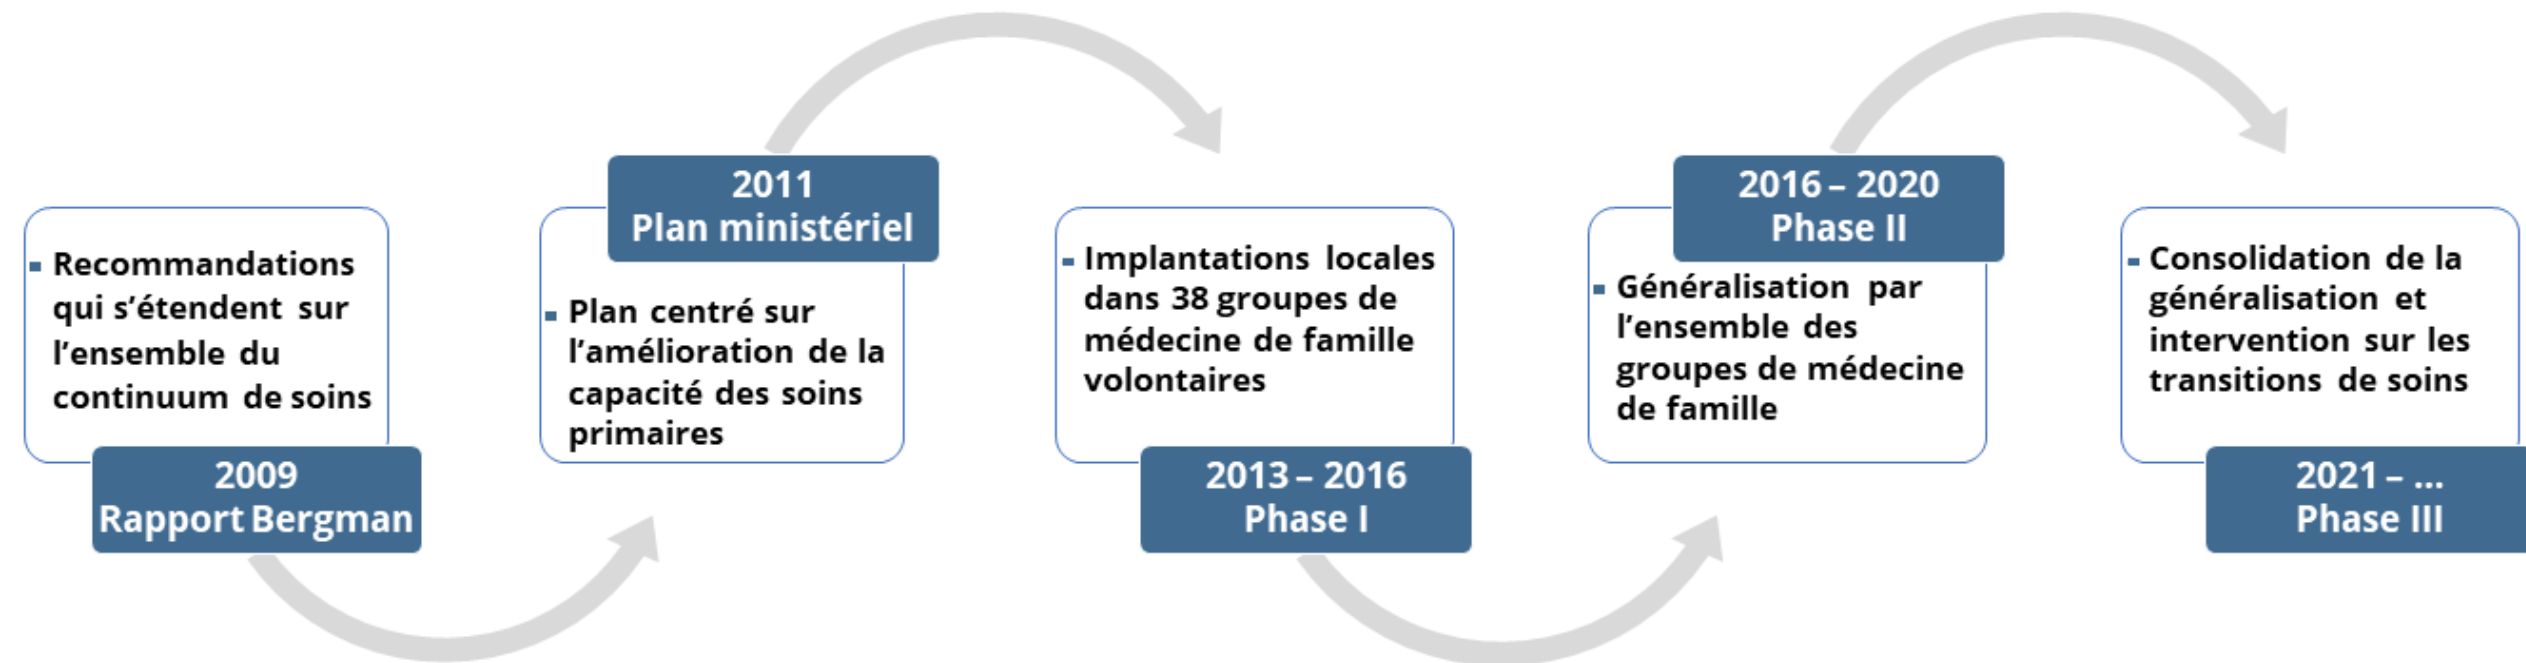 Recommandations
qui s'étendent sur
l'ensemble du
continuum de soins
2009
Rapport Bergman
2011
Plan ministériel
Plan centré sur
l'amélioration de la
capacité des soins
primaires
Implantations locales
dans 38 groupes de
médecine de famille
volontaires
2013 – 2016
Phase I
2016 – 2020
Phase II
Généralisation par
l'ensemble des
groupes de médecine
de famille
Consolidation de la
généralisation et
intervention sur les
transitions de soins
2021 – ...
Phase III